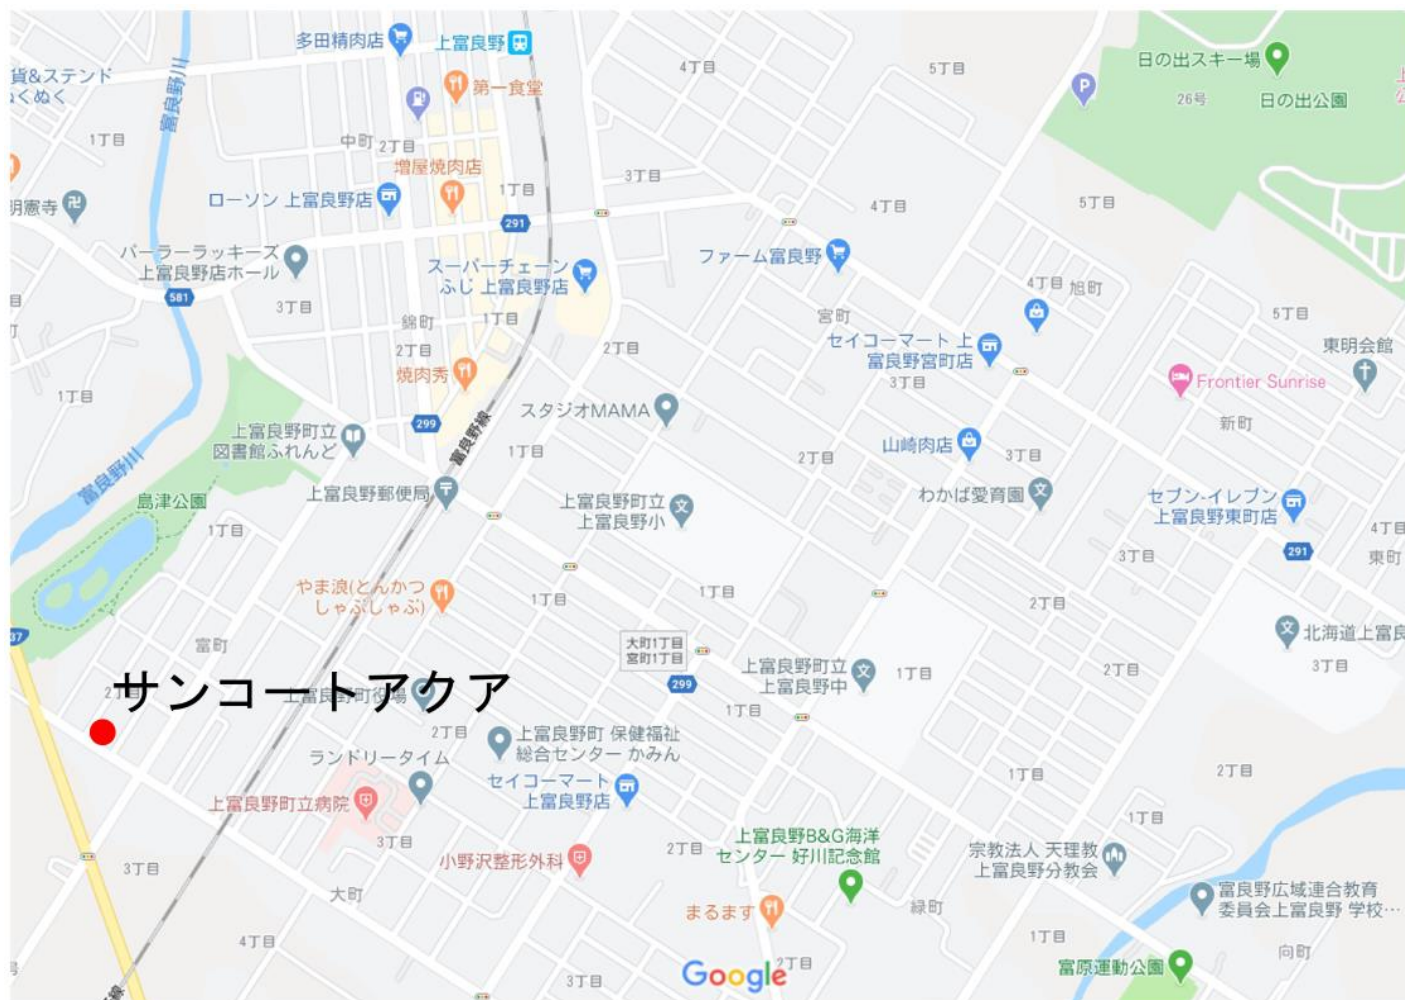 多田精肉店
上富良野
4丁目
5丁目
日の出スキー場
日の出公園
26号
P
貨&ステンド
富良野川
第一食堂
1丁目
中町
2丁目
増屋焼肉店
3丁目
ローソン 上富良野店
1丁目
4丁目
5丁目
明憲寺
291
パーラーラッキーズ
上富良野店ホール
スーパーチェーン
ふじ 上富良野店
ファーム富良野
4丁目
旭町
581
3丁目
錦町
1丁目
宮町
5丁目
2丁目
2丁目
セイコーマート 上
富良野宮町店
東明会館
焼肉秀
3丁目
Frontier Sunrise
1丁目
スタジオMAMA
新町
299
富良野線
上富良野町立
図書館ふれんど
1丁目
山崎肉店
3丁目
2丁目
富良野川
島津公園
上富良野郵便局
上富良野町立
上富良野小
わかば愛育園
セブン-イレブン
上富良野東町店
1丁目
4丁目
291
東町
3丁目
やま浪(とんかつ
しゃぶしゃぶ)
1丁目
1丁目
2丁目
37
富町
大町1丁目
宮町1丁目
北海道上富良
3丁目
上富良野町立
上富良野中
1丁目
2丁目
サンコートアクア
上富良野町役場
299
2丁目
1丁目
2丁目
上富良野町 保健福祉
総合センター かみん
ランドリータイム
セイコーマート
上富良野店
1丁目
2丁目
上富良野町立病院
1丁目
3丁目
3丁目
小野沢整形外科
2丁目
上富良野B&G海洋
センター 好川記念館
宗教法人 天理教
上富良野分教会
大町
富良野広域連合教育
委員会上富良野 学校…
まるます
緑町
4丁目
1丁目
向町
2丁目
富原運動公園
3丁目
Google